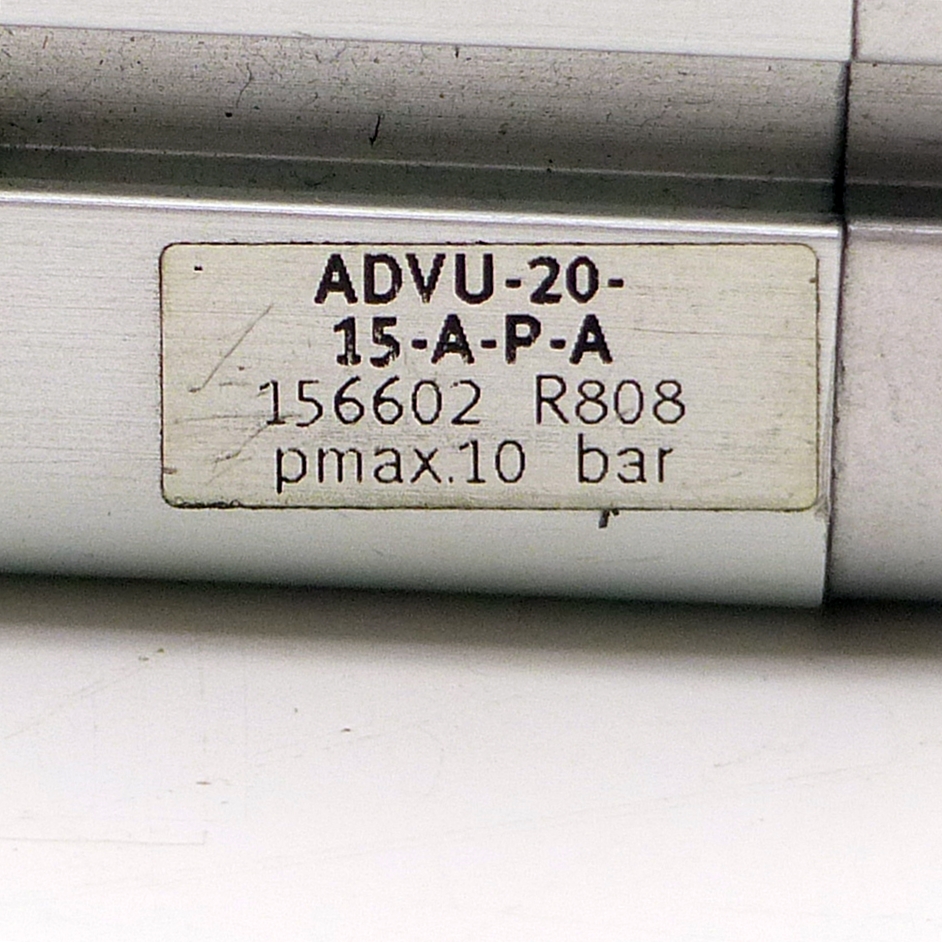 ADVU-20-
15-A-P-A
156602 R808
pmax.10 bar